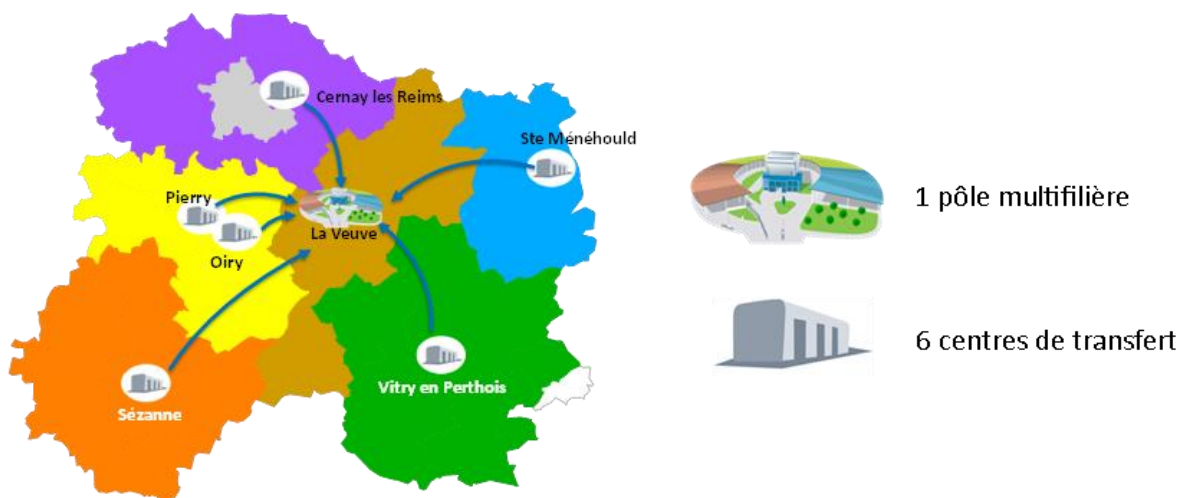 Cernay les Reims
Ste Ménéhould
Pierry
La Veuve
Oiry
Vitry en Perthois
Sézanne
1 pôle multifilière
6 centres de transfert